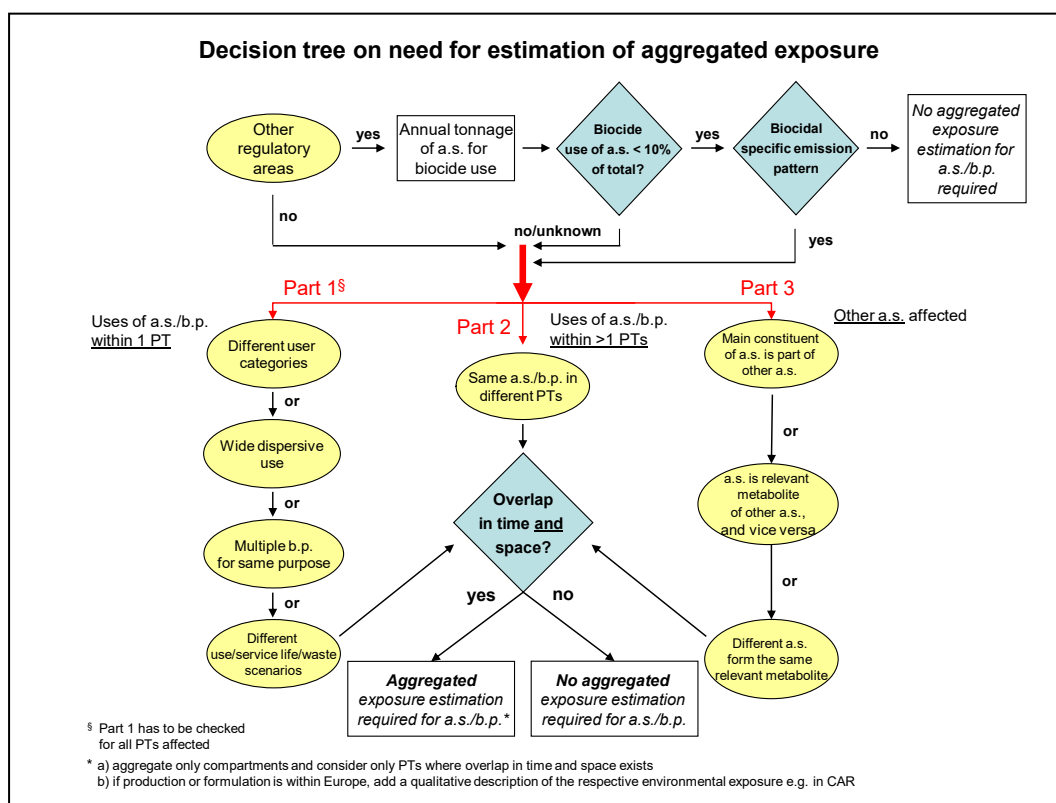 Decision tree on need for estimation of aggregated exposure
Other
regulatory
areas
yes
Annual tonnage
of a.s. for
biocide use
Biocide
use of a.s. < 10%
of total?
yes
Biocidal
specific emission
pattern
no
No aggregated
exposure
estimation for
a.s./b.p.
required
no
no/unknown
yes
Part 1§
Part 2
Part 3
Uses of a.s./b.p.
within 1 PT
Uses of a.s./b.p.
within >1 PTs
Other a.s. affected
Different user
categories
or
Wide dispersive
use
or
Multiple b.p.
for same purpose
or
Different
use/service life/waste
scenarios
Same a.s./b.p. in
different PTs
Overlap
in time and
space?
yes
no
Main constituent
of a.s. is part of
other a.s.
or
a.s. is relevant
metabolite
of other a.s.,
and vice versa
or
Different a.s.
form the same
relevant metabolite
Aggregated
exposure estimation
required for a.s./b.p.*
No aggregated
exposure estimation
required for a.s./b.p.
§ Part 1 has to be checked
for all PTs affected
* a) aggregate only compartments and consider only PTs where overlap in time and space exists
b) if production or formulation is within Europe, add a qualitative description of the respective environmental exposure e.g. in CAR